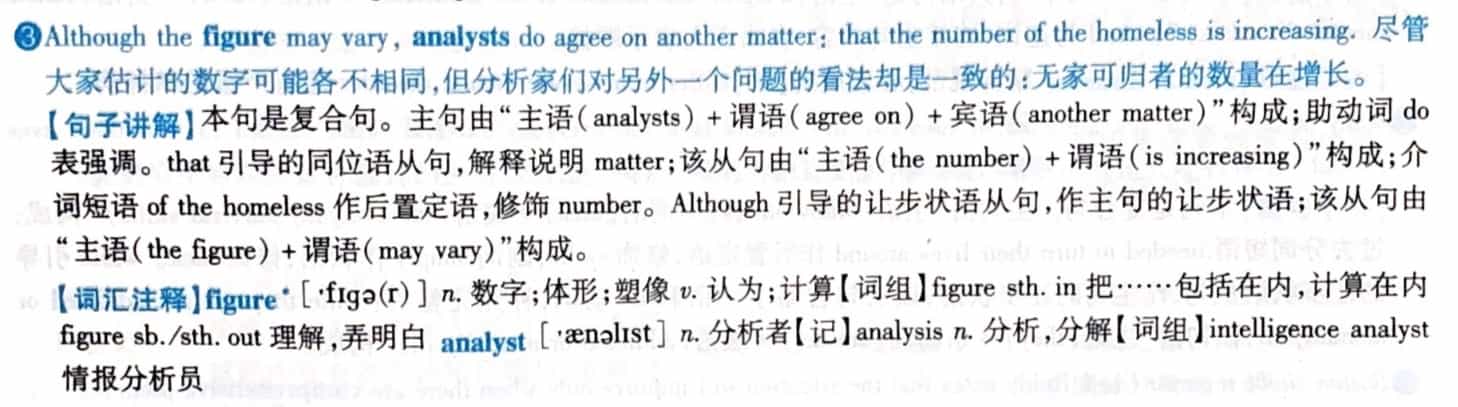 ❸Although the figure may vary, analysts do agree on another matter: that the number of the homeless is increasing. 尽管
大家估计的数字可能各不相同,但分析家们对另外一个问题的看法却是一致的:无家可归者的数量在增长。
【句子讲解】本句是复合句。主句由“主语(analysts)+谓语(agree on)+宾语(another matter)”构成;助动词 do
表强调。that 引导的同位语从句,解释说明 matter;该从句由“主语(the number)+谓语(is increasing)”构成;介
词短语 of the homeless 作后置定语,修饰 number。Although 引导的让步状语从句,作主句的让步状语;该从句由
“主语(the figure)+谓语(may vary)”构成。
【词汇注释】figure* [ˈfɪɡə(r)] n. 数字;体形;塑像 v. 认为;计算【词组】figure sth. in 把……包括在内,计算在内
figure sb./sth. out 理解,弄明白 analyst [ˈænəlɪst] n. 分析者【记】analysis n. 分析,分解【词组】intelligence analyst
情报分析员